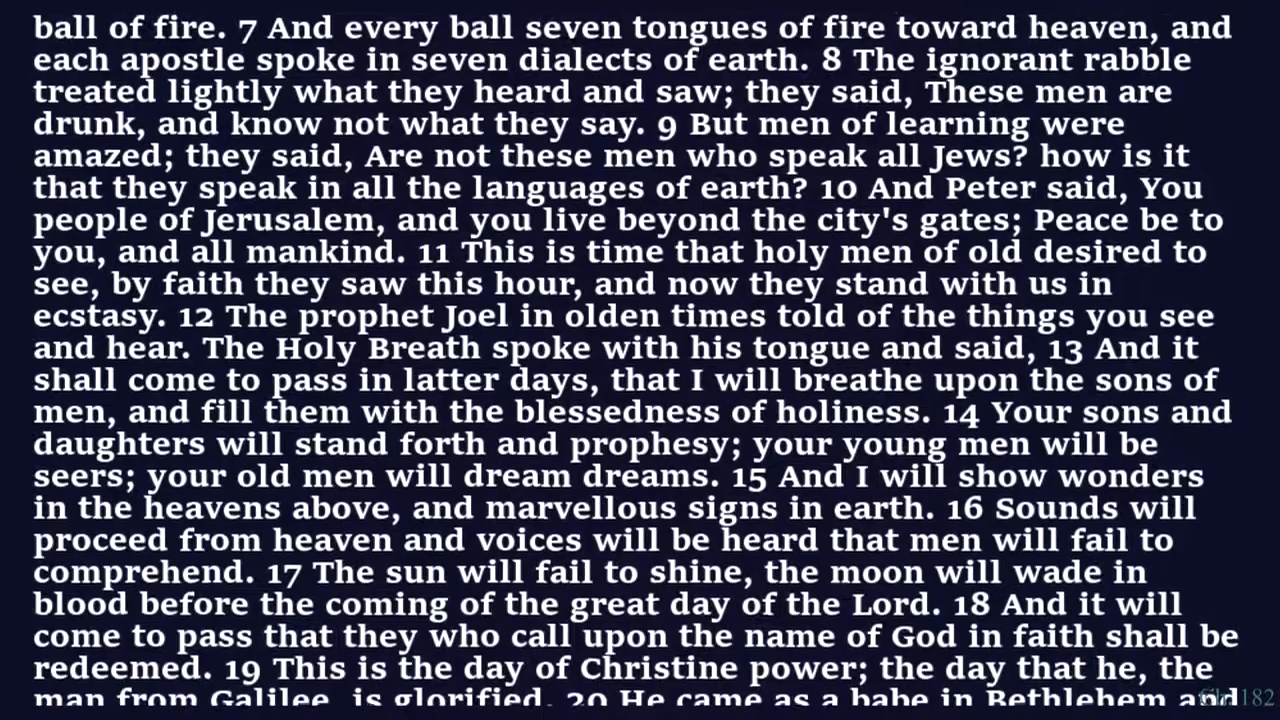 ball of fire. 7 And every ball seven tongues of fire toward heaven, and
each apostle spoke in seven dialects of earth. 8 The ignorant rabble
treated lightly what they heard and saw; they said, These men are
drunk, and know not what they say. 9 But men of learning were
amazed; they said, Are not these men who speak all Jews? how is it
that they speak in all the languages of earth? 10 And Peter said, You
people of Jerusalem, and you live beyond the city's gates; Peace be to
you, and all mankind. 11 This is time that holy men of old desired to
see, by faith they saw this hour, and now they stand with us in
ecstasy. 12 The prophet Joel in olden times told of the things you see
and hear. The Holy Breath spoke with his tongue and said, 13 And it
shall come to pass in latter days, that I will breathe upon the sons of
men, and fill them with the blessedness of holiness. 14 Your sons and
daughters will stand forth and prophesy; your young men will be
seers; your old men will dream dreams. 15 And I will show wonders
in the heavens above, and marvellous signs in earth. 16 Sounds will
proceed from heaven and voices will be heard that men will fail to
comprehend. 17 The sun will fail to shine, the moon will wade in
blood before the coming of the great day of the Lord. 18 And it will
come to pass that they who call upon the name of God in faith shall be
redeemed. 19 This is the day of Christine power; the day that he, the
man from Galilee, is glorified. 20 He came as a babe in Bethlehem and
182